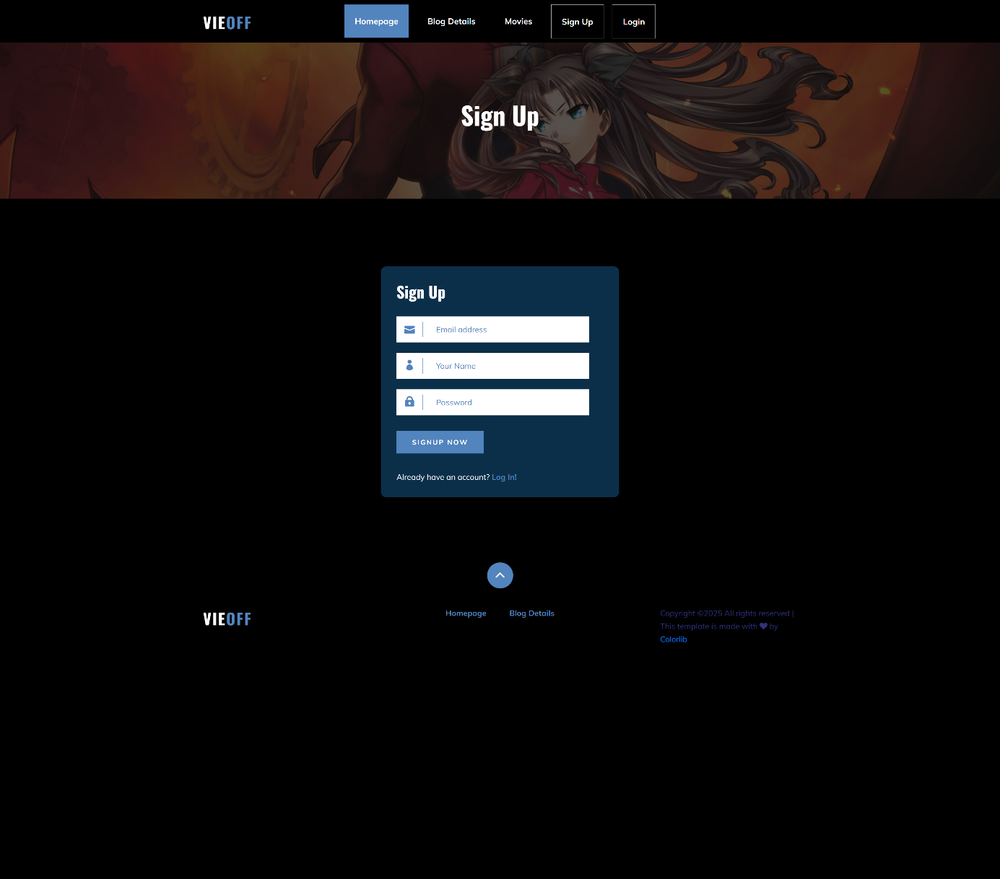 VIEOFF
Homepage
Blog Details
Movies
Sign Up
Login
Sign Up
Sign Up
Email address
Your Name
Password
SIGNUP NOW
Already have an account? Log In!
VIEOFF
Homepage
Blog Details
Copyright ©2025 All rights reserved |
This template is made with ♥ by
Colorlib